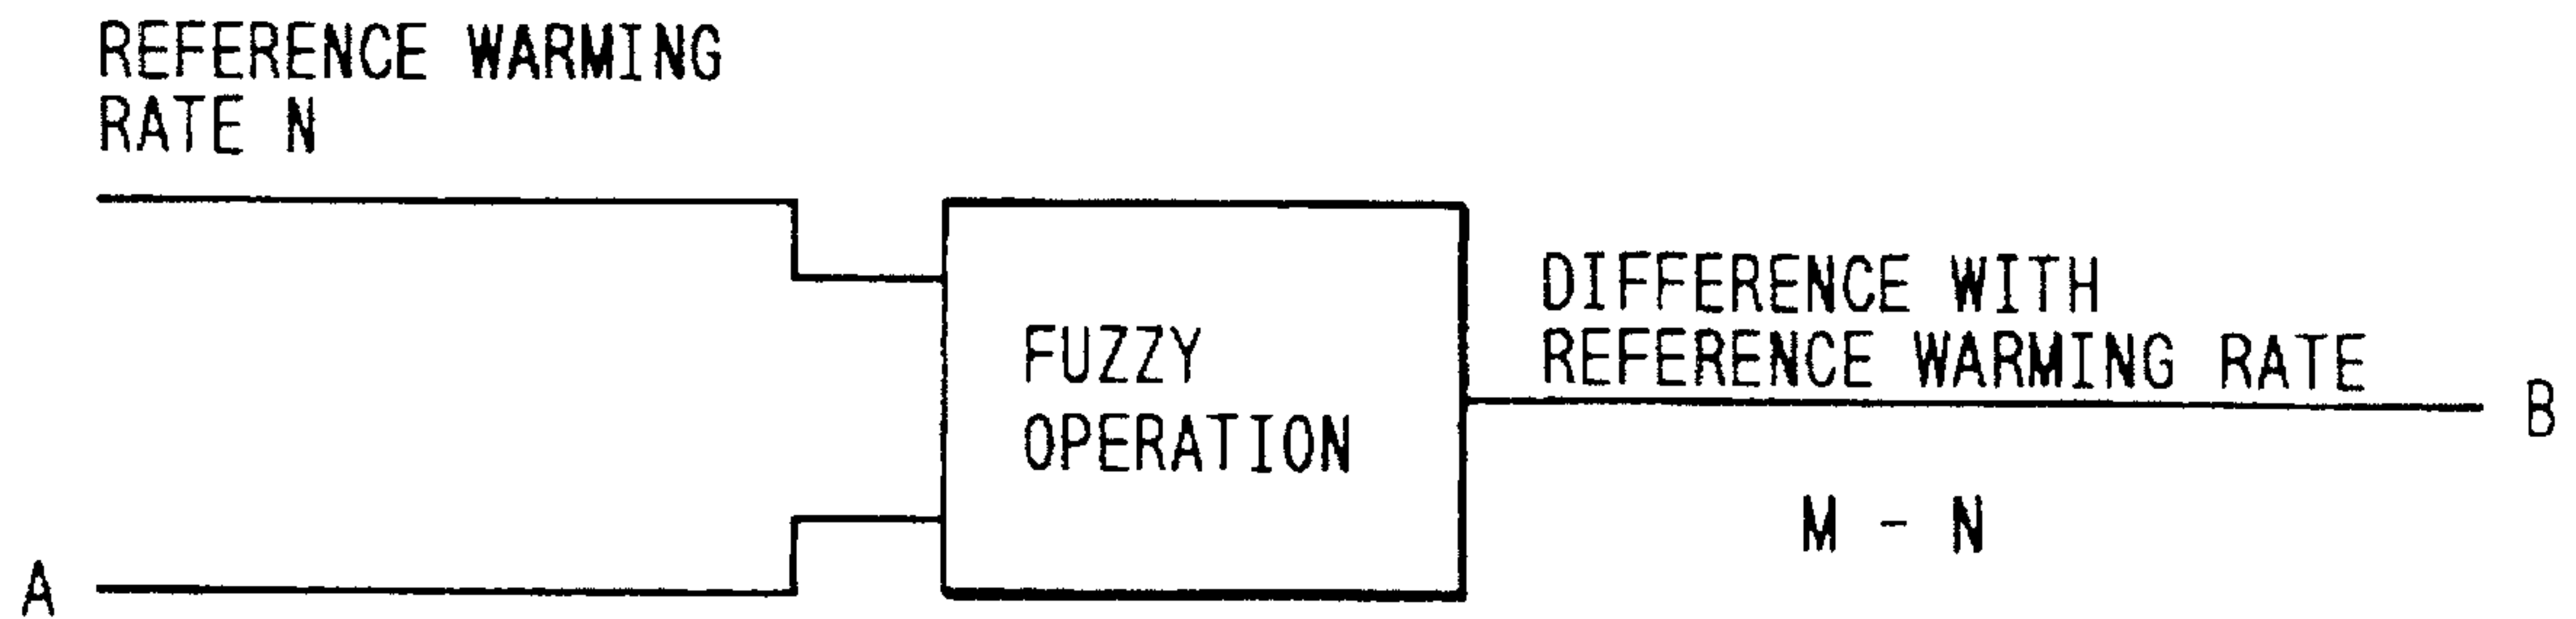 REFERENCE WARMING
RATE N
FUZZY
OPERATION
DIFFERENCE WITH
REFERENCE WARMING RATE
M - N
A
B